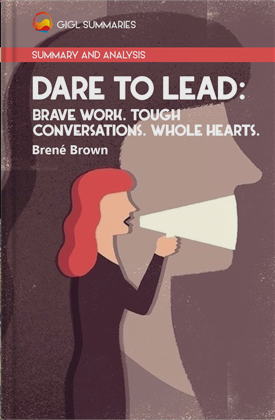 GIGL SUMMARIES
SUMMARY AND ANALYSIS
DARE TO LEAD:
BRAVE WORK. TOUGH
CONVERSATIONS. WHOLE HEARTS.
Brené Brown